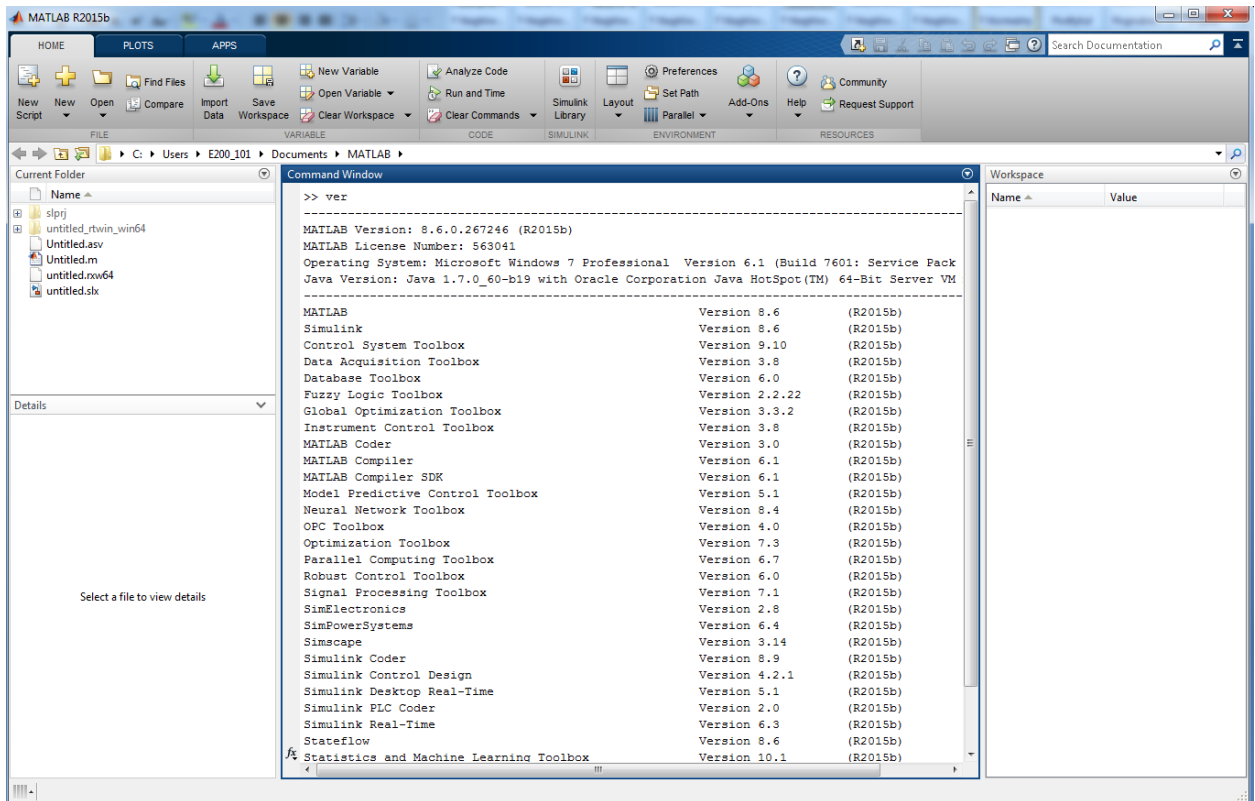 MATLAB R2015b
HOME PLOTS APPS Search Documentation
New Script New Open Find Files Compare Import Data Save Workspace New Variable Open Variable Clear Workspace Analyze Code Run and Time Clear Commands Simulink Library Layout Preferences Set Path Parallel Add-Ons Help Community Request Support
FILE VARIABLE CODE SIMULINK ENVIRONMENT RESOURCES
C: Users E200_101 Documents MATLAB
Current Folder
Name
slprj
untitled_rtwin_win64
Untitled.asv
Untitled.m
untitled.rxw64
untitled.slx
Details
Select a file to view details
Command Window
>> ver
MATLAB Version: 8.6.0.267246 (R2015b)
MATLAB License Number: 563041
Operating System: Microsoft Windows 7 Professional Version 6.1 (Build 7601: Service Pack
Java Version: Java 1.7.0_60-b19 with Oracle Corporation Java HotSpot(TM) 64-Bit Server VM
MATLAB Version 8.6 (R2015b)
Simulink Version 8.6 (R2015b)
Control System Toolbox Version 9.10 (R2015b)
Data Acquisition Toolbox Version 3.8 (R2015b)
Database Toolbox Version 6.0 (R2015b)
Fuzzy Logic Toolbox Version 2.2.22 (R2015b)
Global Optimization Toolbox Version 3.3.2 (R2015b)
Instrument Control Toolbox Version 3.8 (R2015b)
MATLAB Coder Version 3.0 (R2015b)
MATLAB Compiler Version 6.1 (R2015b)
MATLAB Compiler SDK Version 6.1 (R2015b)
Model Predictive Control Toolbox Version 5.1 (R2015b)
Neural Network Toolbox Version 8.4 (R2015b)
OPC Toolbox Version 4.0 (R2015b)
Optimization Toolbox Version 7.3 (R2015b)
Parallel Computing Toolbox Version 6.7 (R2015b)
Robust Control Toolbox Version 6.0 (R2015b)
Signal Processing Toolbox Version 7.1 (R2015b)
SimElectronics Version 2.8 (R2015b)
SimPowerSystems Version 6.4 (R2015b)
Simscape Version 3.14 (R2015b)
Simulink Coder Version 8.9 (R2015b)
Simulink Control Design Version 4.2.1 (R2015b)
Simulink Desktop Real-Time Version 5.1 (R2015b)
Simulink PLC Coder Version 2.0 (R2015b)
Simulink Real-Time Version 6.3 (R2015b)
Stateflow Version 8.6 (R2015b)
fx Statistics and Machine Learning Toolbox Version 10.1 (R2015b)
Workspace
Name Value